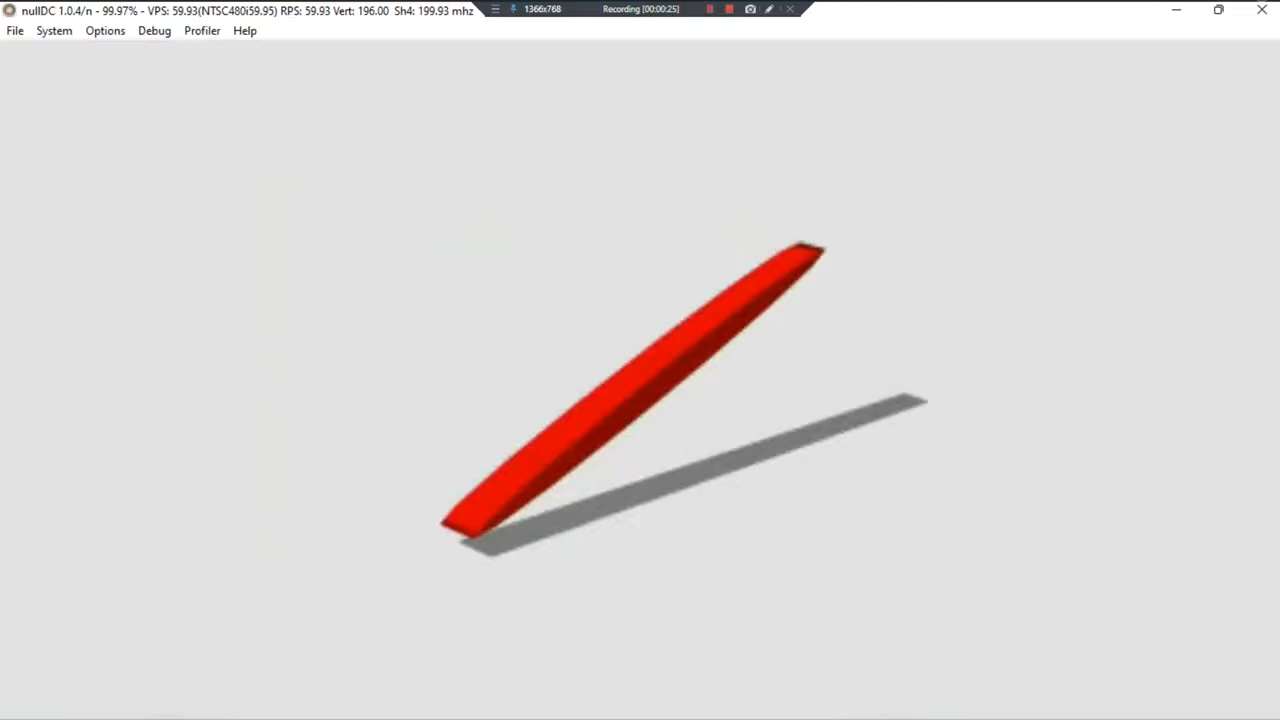 nullDC 1.0.4/n - 99.97% - VPS: 59.93(NTSC480i59.95) RPS: 59.93 Vert: 196.00 Sh4: 199.93 mhz
1366x768
Recording [00:00:25]
File System Options Debug Profiler Help